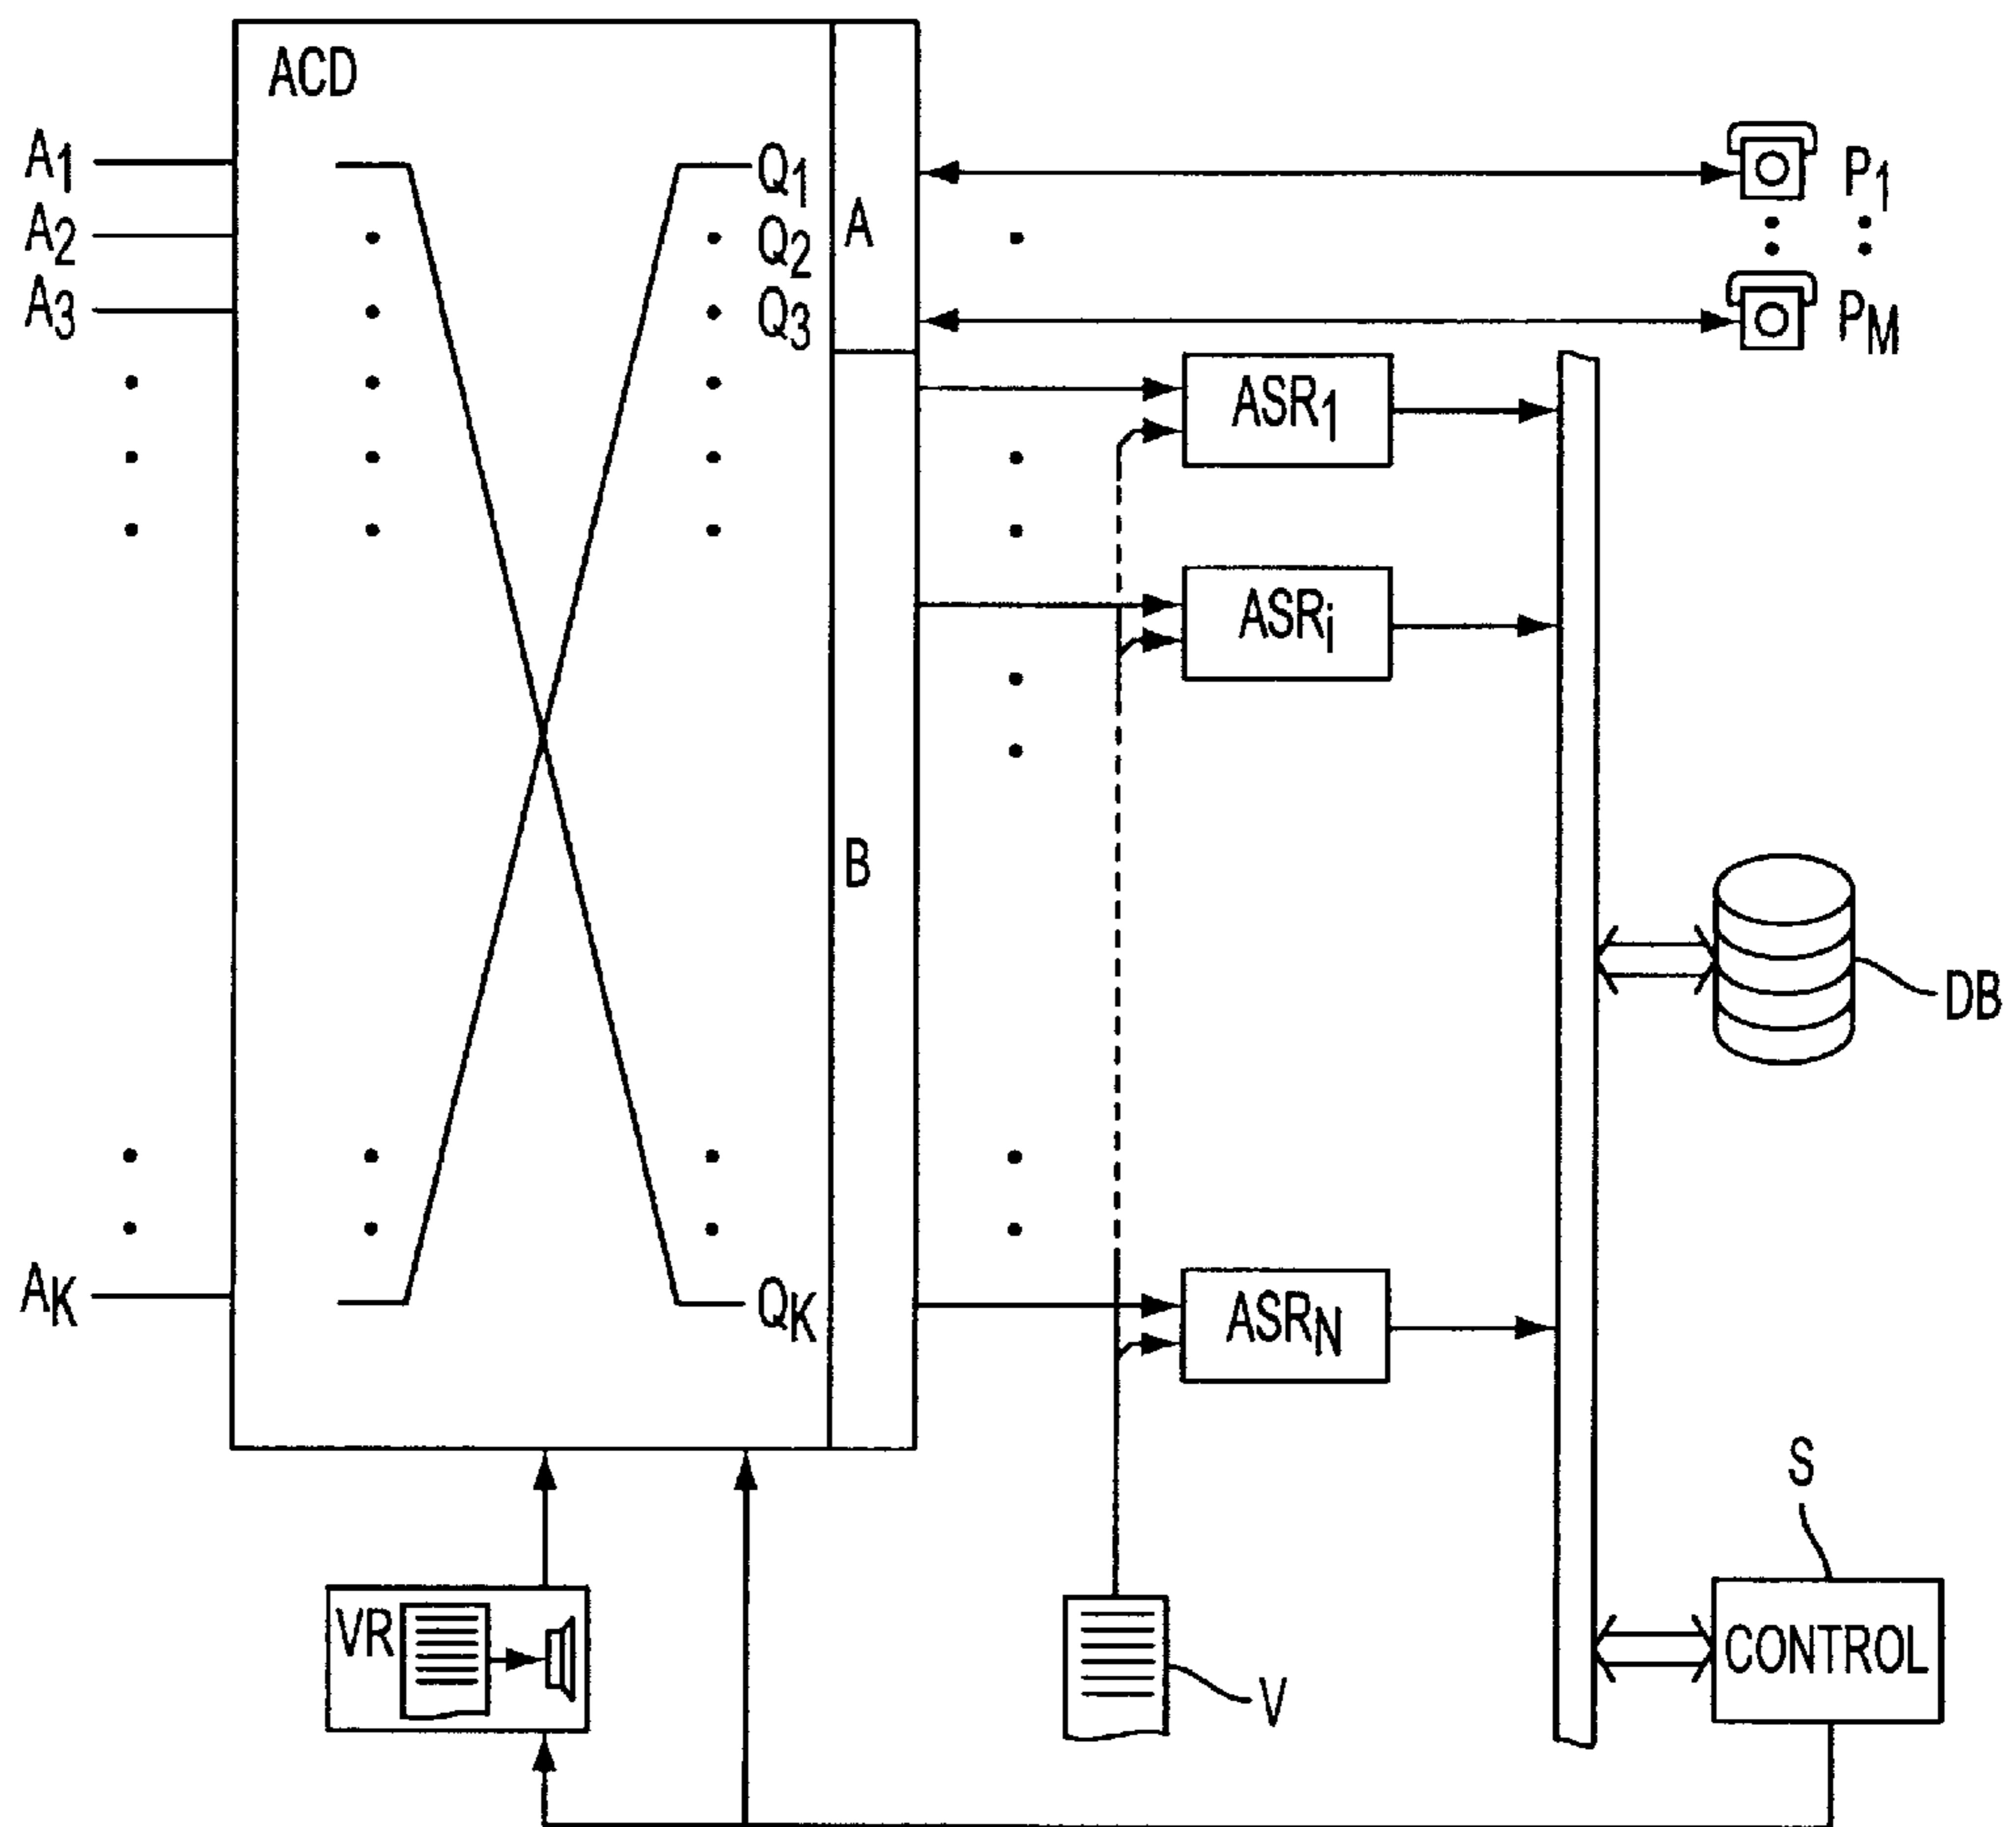 ACD
A1
A2
A3
AK
Q1
Q2
Q3
QK
A
B
P1
PM
ASR1
ASRi
ASRN
DB
S
CONTROL
VR
V